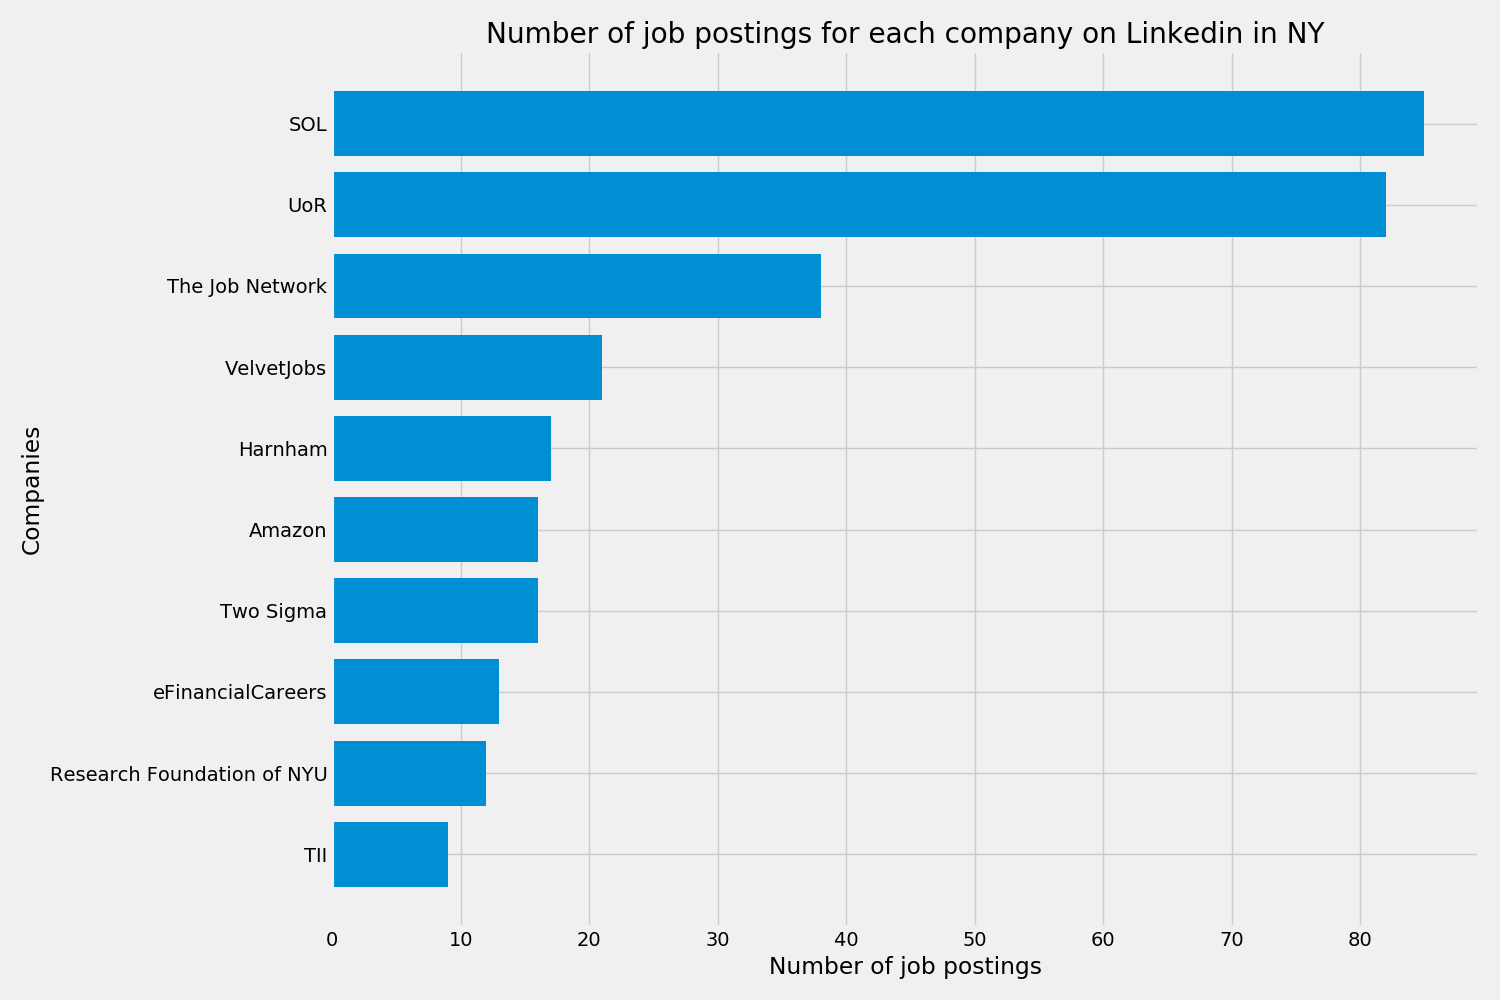 Number of job postings for each company on Linkedin in NY
SOL
UoR
The Job Network
VelvetJobs
Harnham
Amazon
Two Sigma
eFinancialCareers
Research Foundation of NYU
TII
Companies
0 10 20 30 40 50 60 70 80
Number of job postings